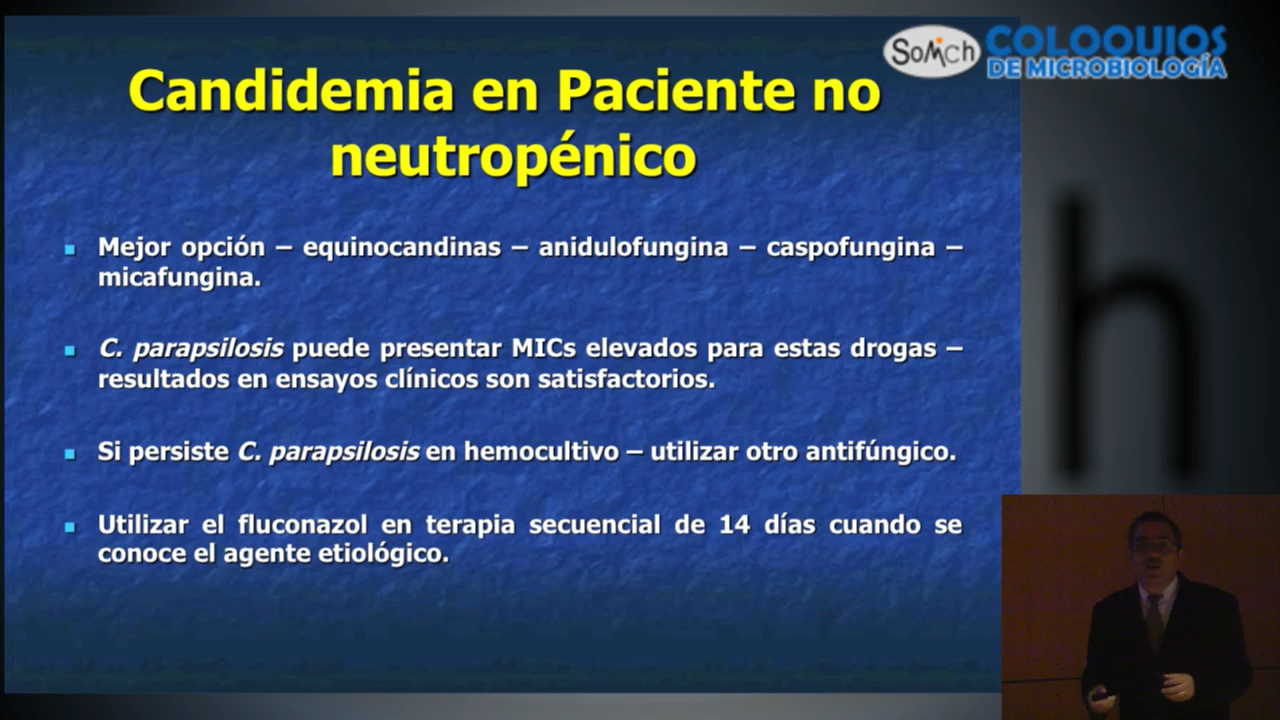 SoMich COLOQUIOS
DE MICROBIOLOGÍA
Candidemia en Paciente no
neutropénico
Mejor opción – equinocandinas – anidulofungina – caspofungina –
micafungina.
C. parapsilosis puede presentar MICs elevados para estas drogas –
resultados en ensayos clínicos son satisfactorios.
Si persiste C. parapsilosis en hemocultivo – utilizar otro antifúngico.
Utilizar el fluconazol en terapia secuencial de 14 días cuando se
conoce el agente etiológico.
h